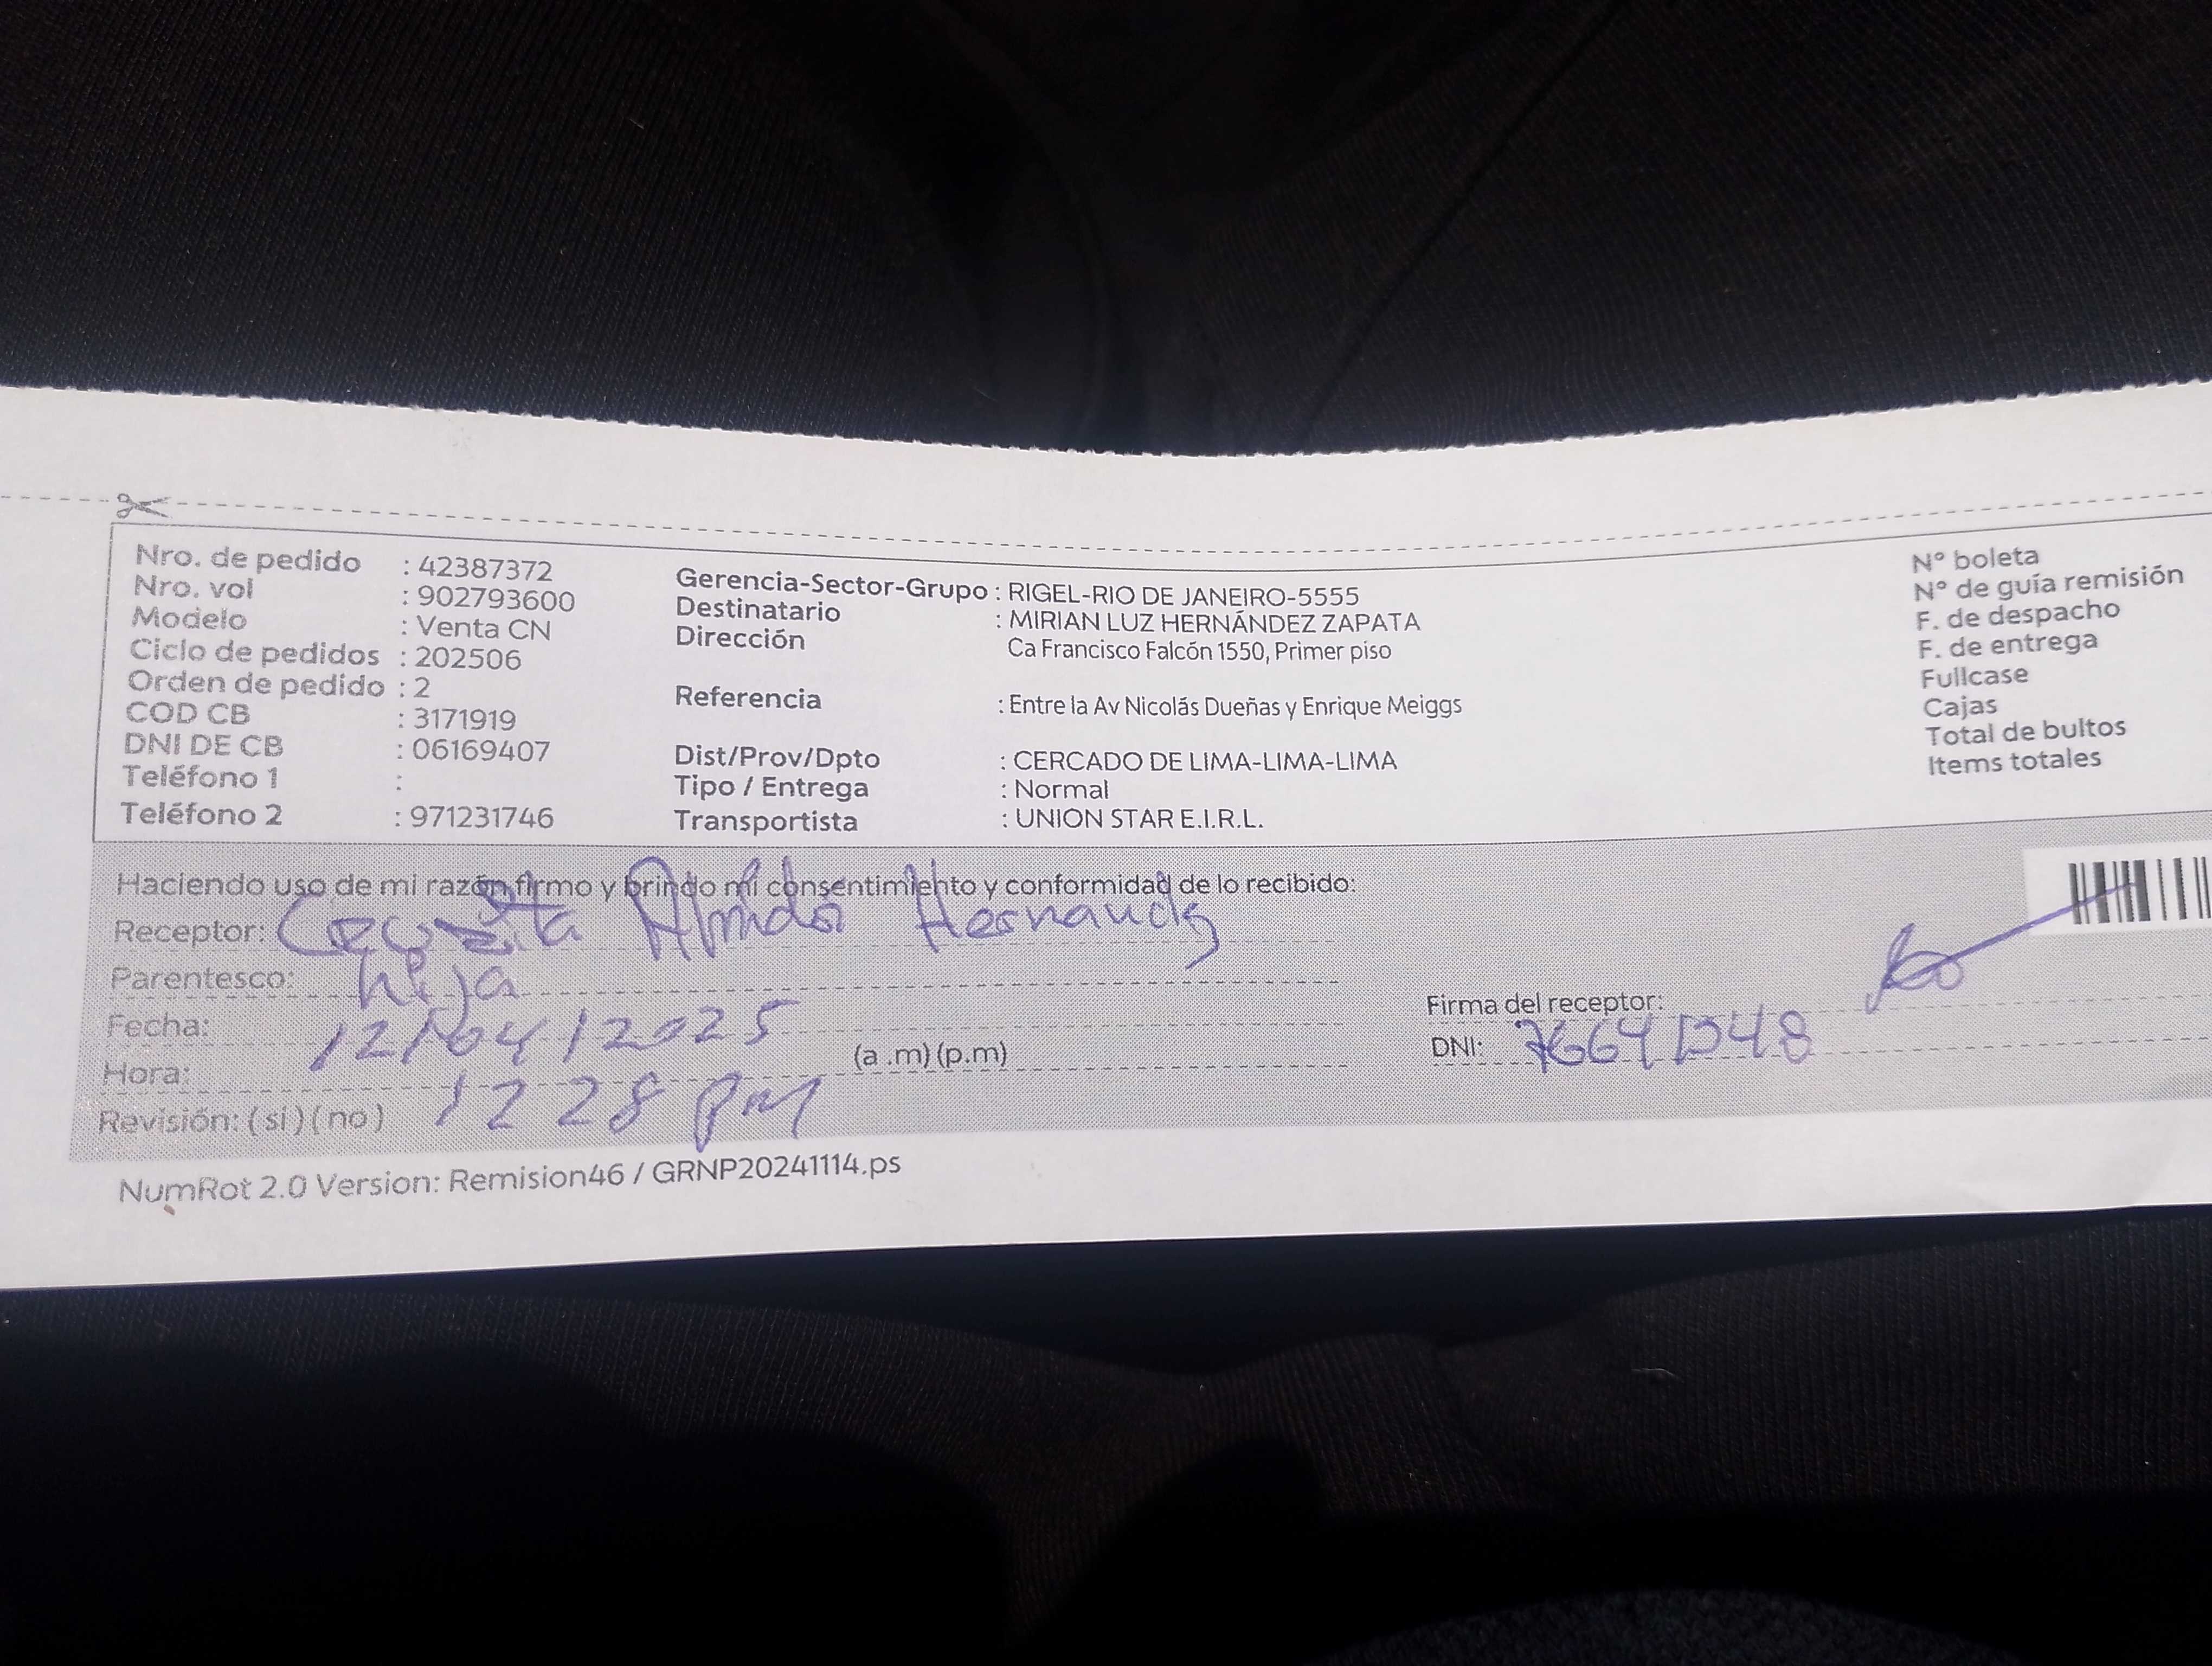 Nro. de pedido : 42387372
Nro. vol : 902793600
Modelo : Venta CN
Ciclo de pedidos : 202506
Orden de pedido : 2
COD CB : 3171919
DNI DE CB : 06169407
Teléfono 1 :
Teléfono 2 : 971231746
Gerencia-Sector-Grupo : RIGEL-RIO DE JANEIRO-5555
Destinatario : MIRIAN LUZ HERNÁNDEZ ZAPATA
Dirección Ca Francisco Falcón 1550, Primer piso
Referencia : Entre la Av Nicolás Dueñas y Enrique Meiggs
Dist/Prov/Dpto : CERCADO DE LIMA-LIMA-LIMA
Tipo / Entrega : Normal
Transportista : UNION STAR E.I.R.L.
N° boleta
N° de guía remisión
F. de despacho
F. de entrega
Fullcase
Cajas
Total de bultos
Items totales
Haciendo uso de mi razón firmo y brindo mi consentimiento y conformidad de lo recibido:
Receptor:
Parentesco: hija
Fecha: 12/04/2025
Hora: (a .m) (p.m)
12 28 pm
Revisión: (si) (no)
Firma del receptor:
DNI:
NumRot 2.0 Version: Remision46 / GRNP20241114.ps